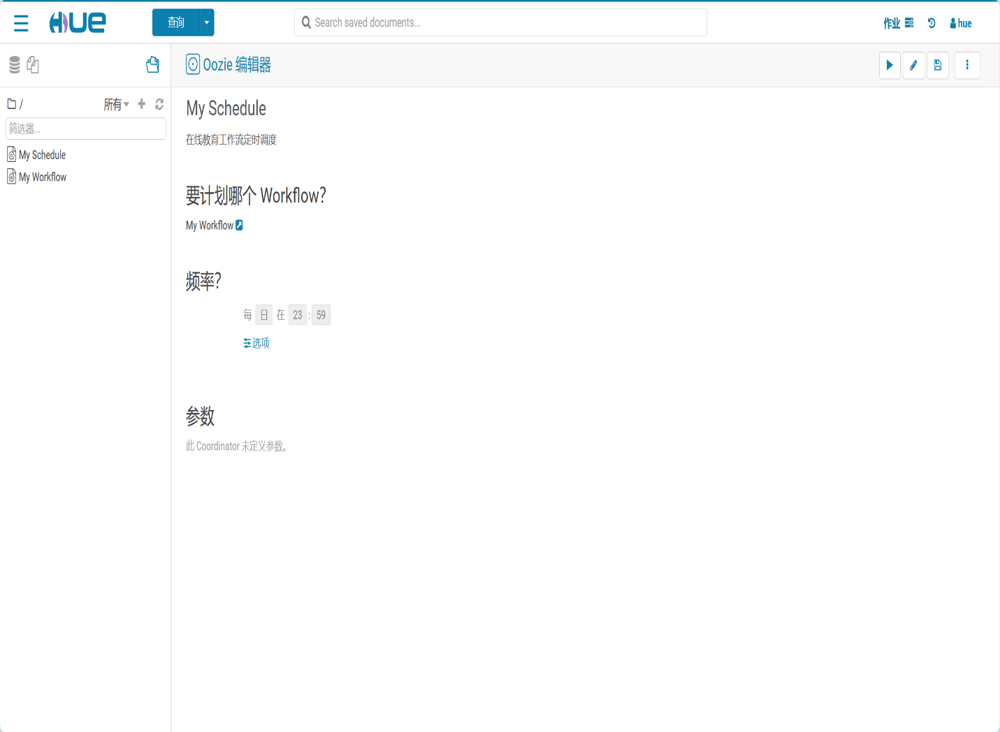 HUE
查询
Search saved documents...
作业
hue
Oozie 编辑器
/
所有
筛选器...
My Schedule
My Workflow
My Schedule
在线教育工作流定时调度
要计划哪个 Workflow?
My Workflow
频率?
每 日 在 23 : 59
选项
参数
此 Coordinator 未定义参数。